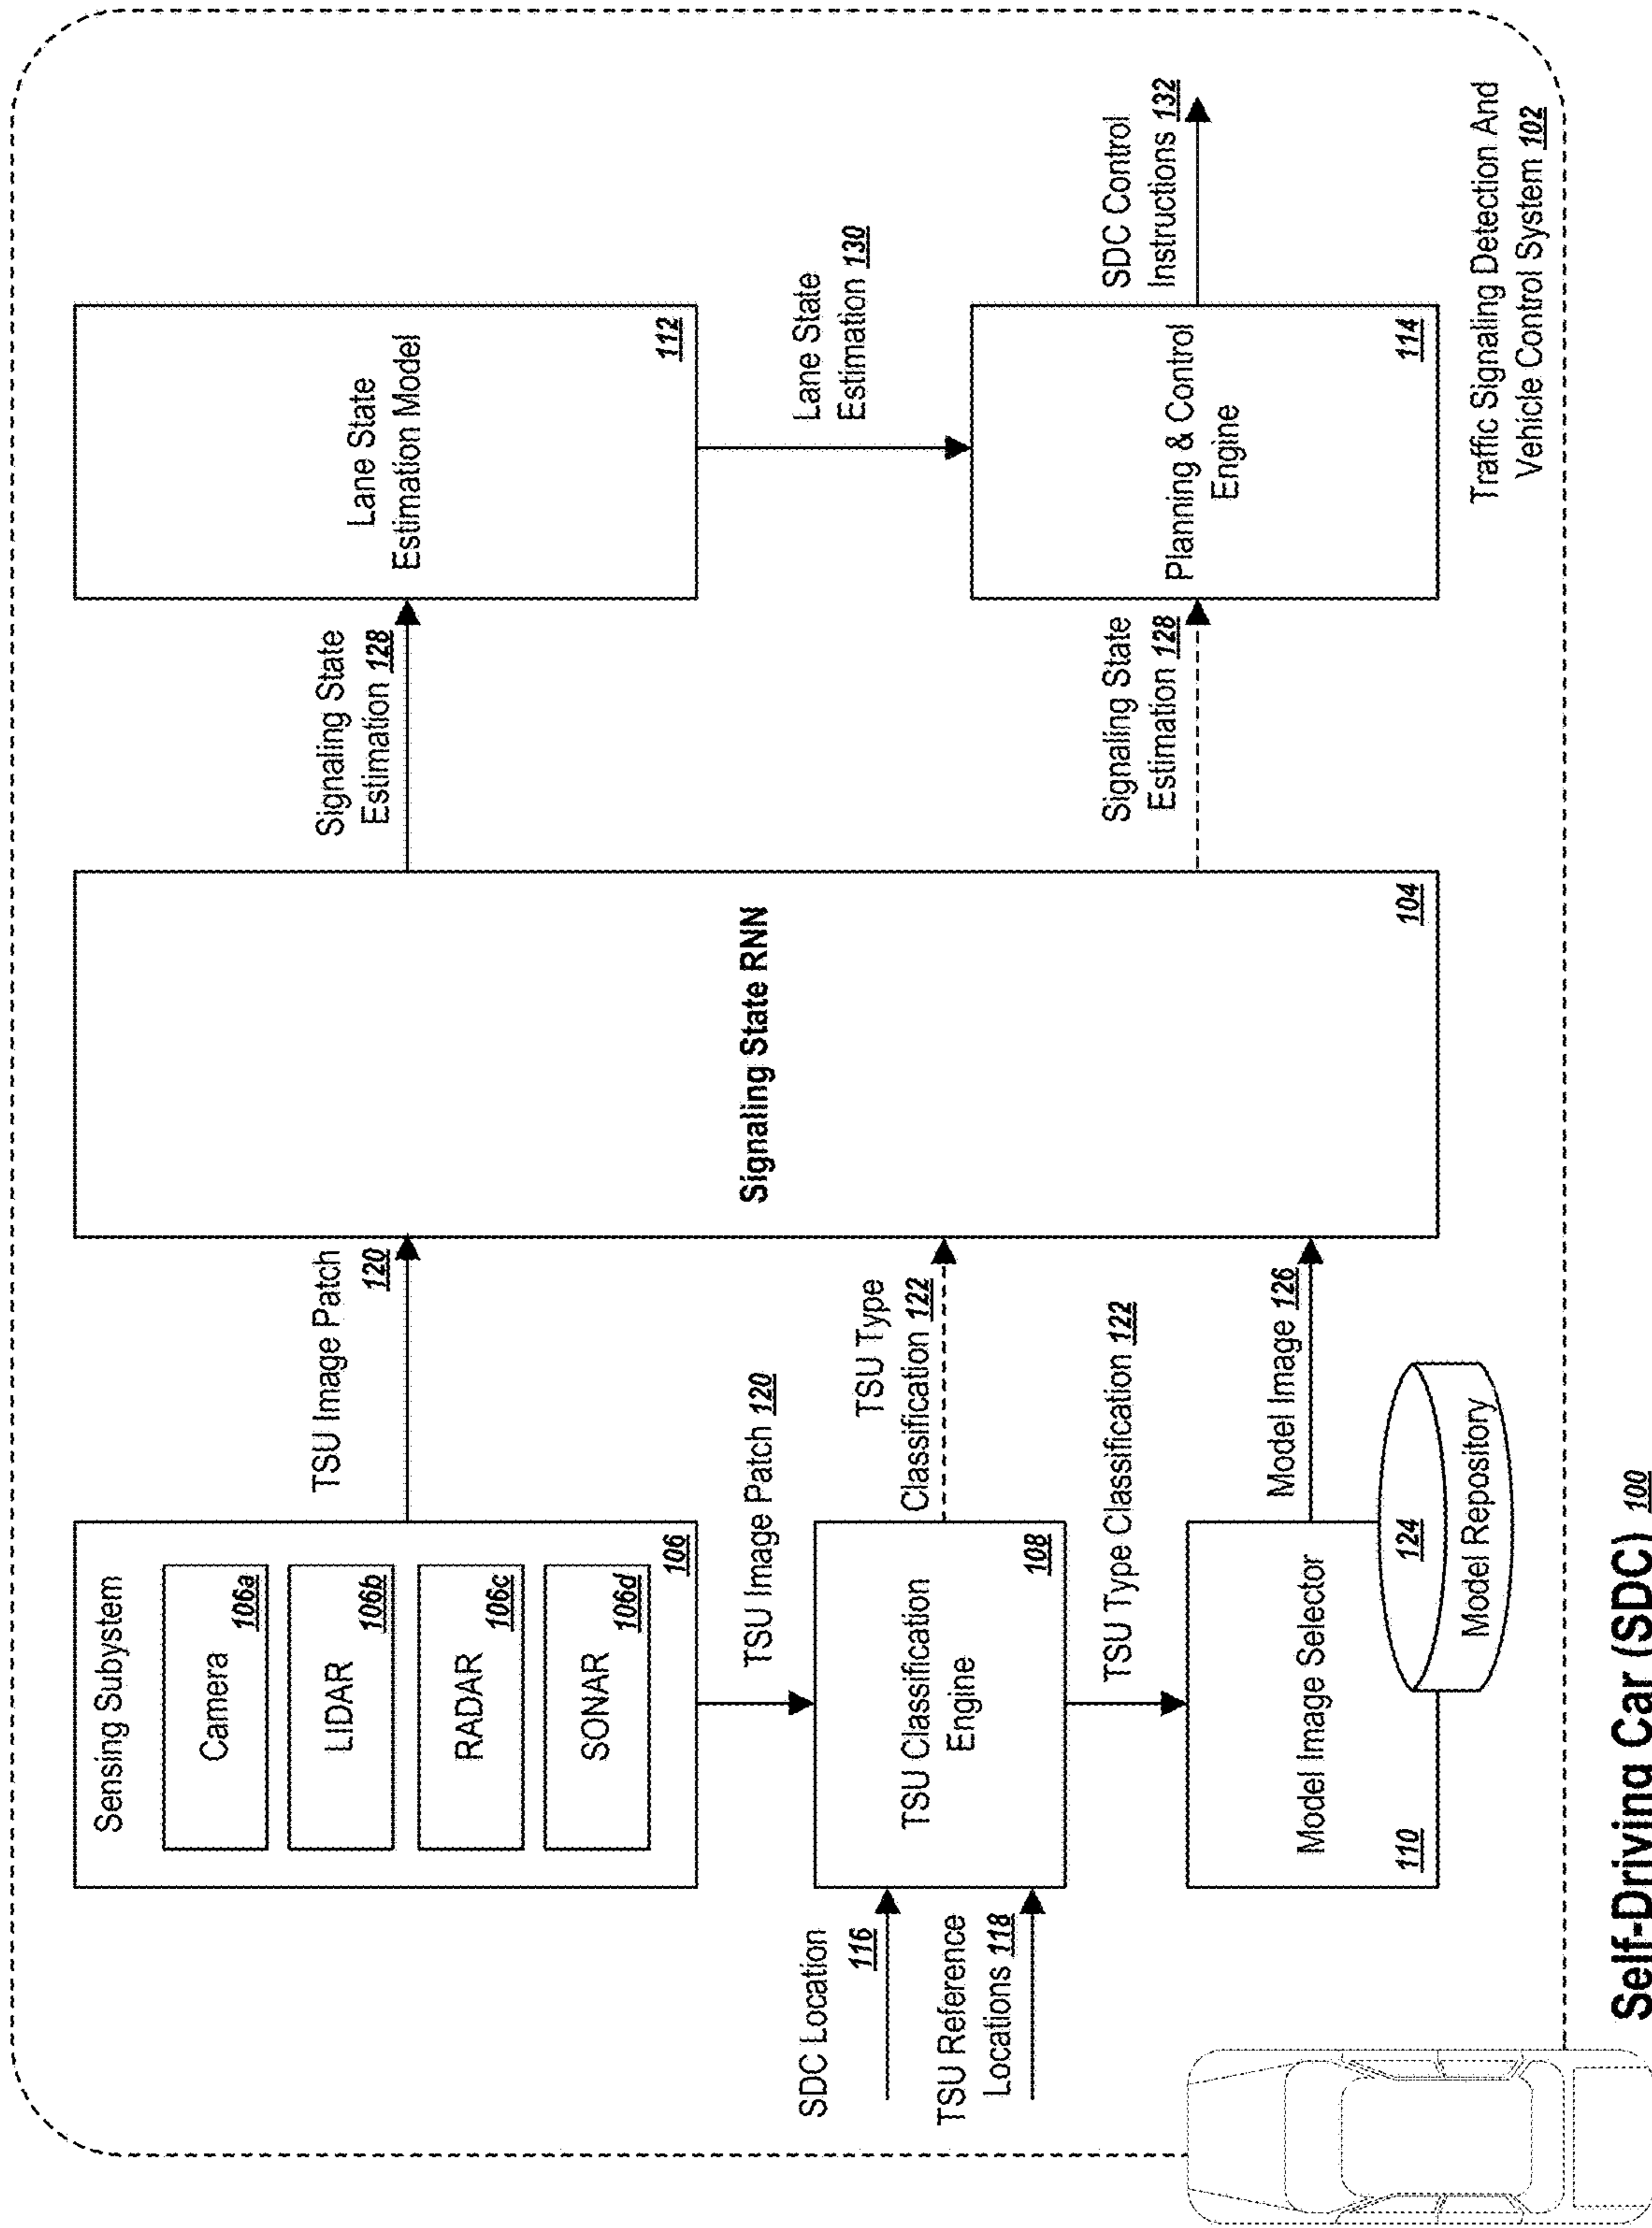 Sensing Subystem
Camera
106a
LIDAR
106b
RADAR
106c
SONAR
106d
106
TSU Image Patch
120
Signaling State RNN
104
Signaling State
Estimation 128
Lane State
Estimation Model
112
TSU Image Patch 120
Lane State
Estimation 130
SDC Location
116
TSU Reference
Locations 118
TSU Classification
Engine
108
TSU Type
Classification 122
TSU Type Classification 122
Signaling State
Estimation 128
Planning & Control
Engine
114
SDC Control
Instructions 132
Model Image Selector
110
Model Image 126
124
Model Repository
Traffic Signaling Detection And
Vehicle Control System 102
Self-Driving Car (SDC) 100